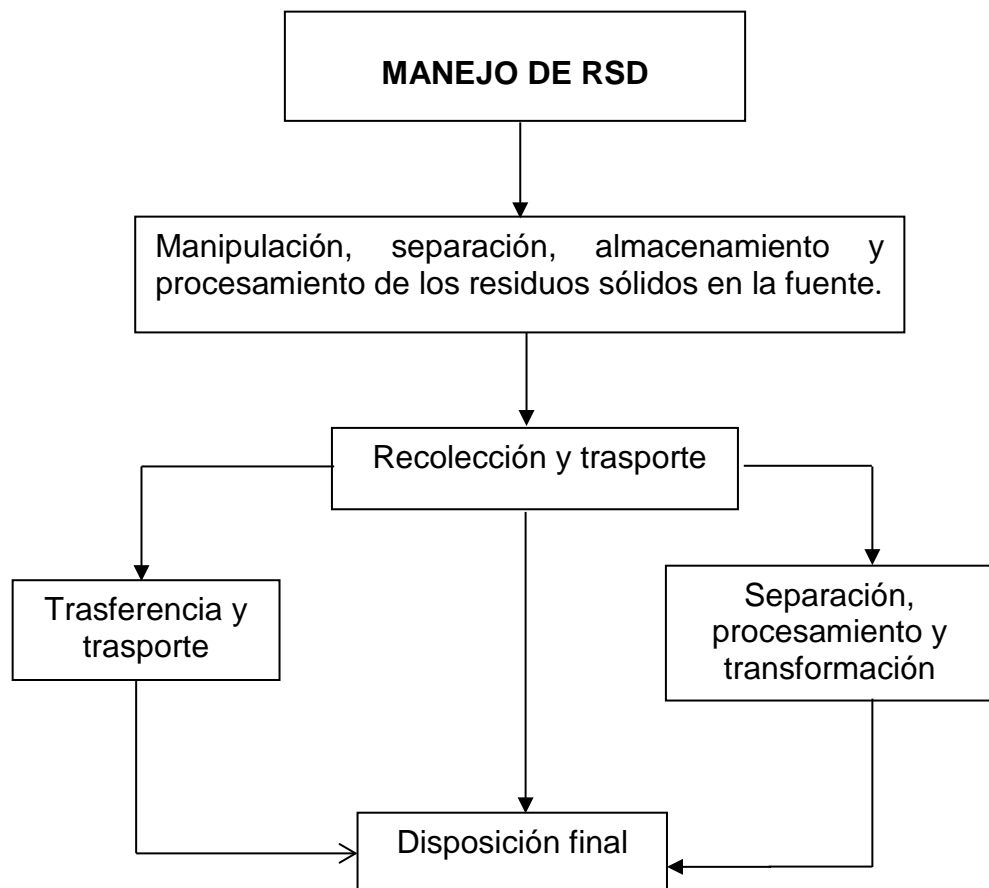 MANEJO DE RSD
Manipulación, separación, almacenamiento y
procesamiento de los residuos sólidos en la fuente.
Recolección y trasporte
Trasferencia y
trasporte
Separación,
procesamiento y
transformación
Disposición final